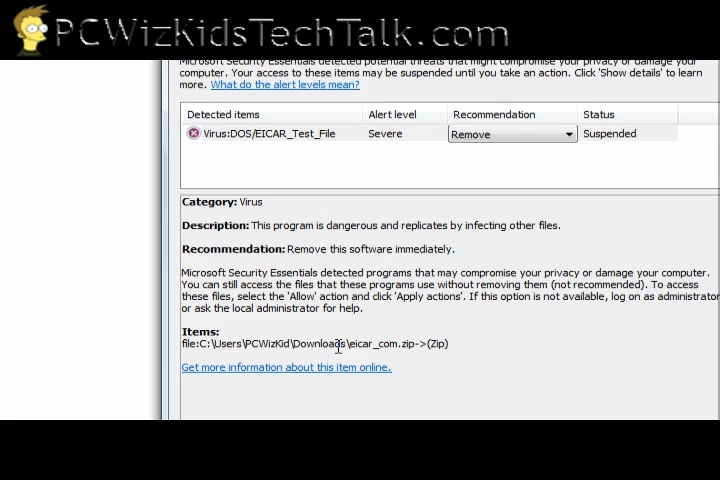 PCWizKidsTechTalk.com
Microsoft Security Essentials detected potential threats that might compromise your privacy or damage your
computer. Your access to these items may be suspended until you take an action. Click 'Show details' to learn
more. What do the alert levels mean?
Detected items Alert level Recommendation Status
Virus:DOS/EICAR_Test_File Severe Remove Suspended
Category: Virus
Description: This program is dangerous and replicates by infecting other files.
Recommendation: Remove this software immediately.
Microsoft Security Essentials detected programs that may compromise your privacy or damage your computer.
You can still access the files that these programs use without removing them (not recommended). To access
these files, select the 'Allow' action and click 'Apply actions'. If this option is not available, log on as administrator
or ask the local administrator for help.
Items:
file:C:\Users\PCWizKid\Downloads\eicar_com.zip->(Zip)
Get more information about this item online.